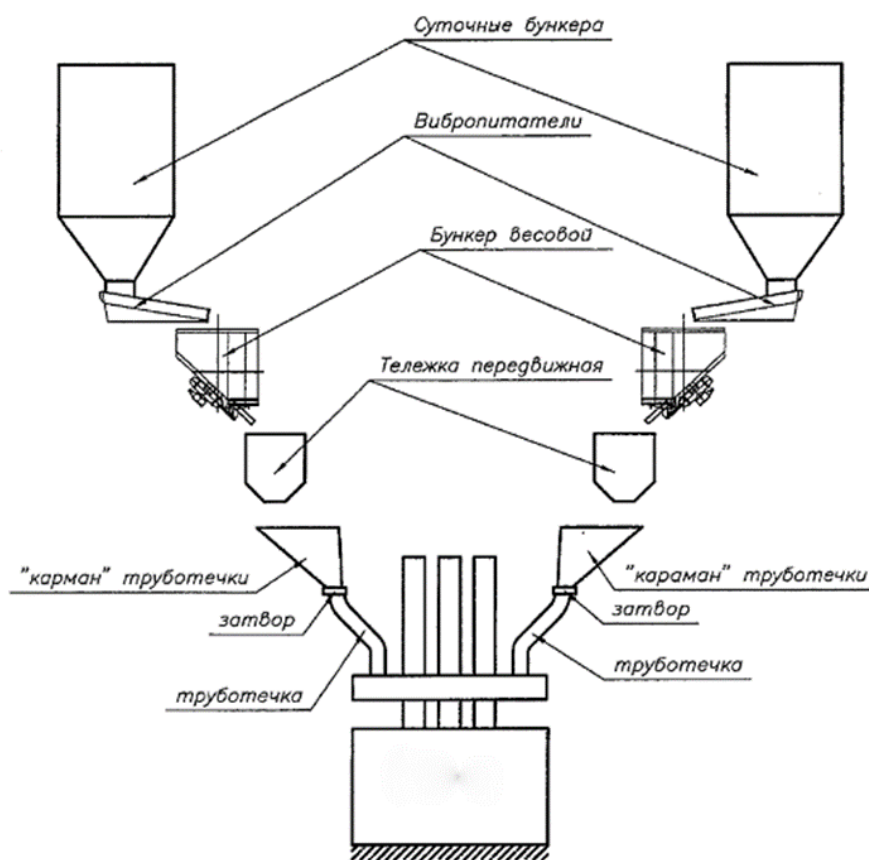 Суточные бункера
Вибропитатели
Бункер весовой
Тележка передвижная
"карман" труботечки
"караман" труботечки
затвор
затвор
труботечка
труботечка